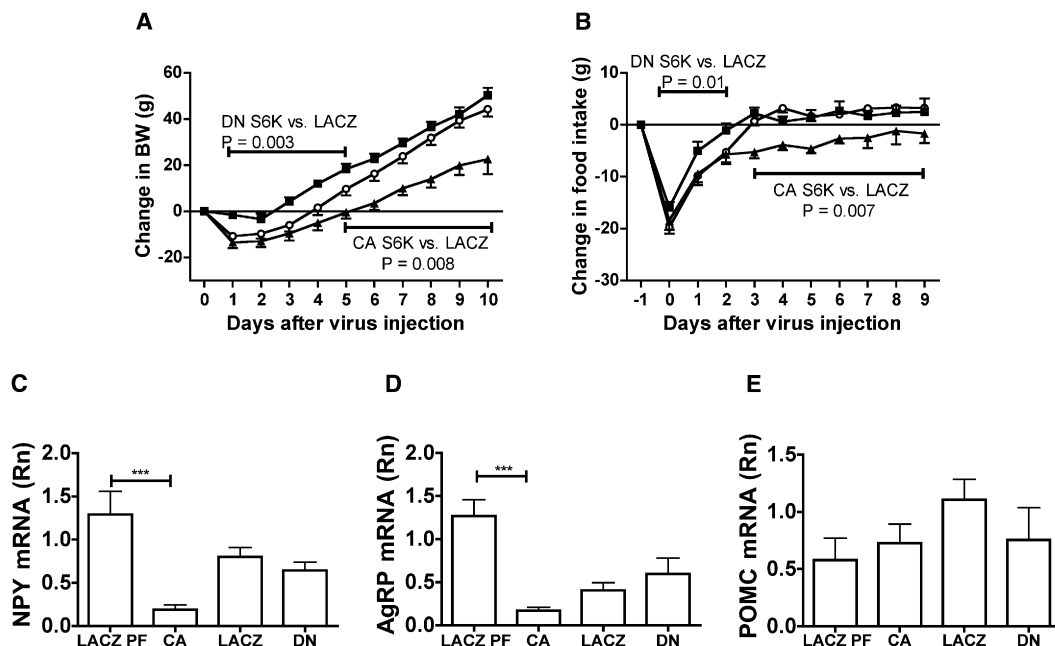 A
B
Change in BW (g)
60
40
20
0
-20
DN S6K vs. LACZ
P = 0.003
CA S6K vs. LACZ
P = 0.008
0 1 2 3 4 5 6 7 8 9 10
Days after virus injection
Change in food intake (g)
10
0
-10
-20
-30
DN S6K vs. LACZ
P = 0.01
CA S6K vs. LACZ
P = 0.007
-1 0 1 2 3 4 5 6 7 8 9
Days after virus injection
C
D
E
NPY mRNA (Rn)
2.0
1.5
1.0
0.5
0.0
***
LACZ PF CA LACZ DN
AgRP mRNA (Rn)
2.0
1.5
1.0
0.5
0.0
***
LACZ PF CA LACZ DN
POMC mRNA (Rn)
1.5
1.0
0.5
0.0
LACZ PF CA LACZ DN